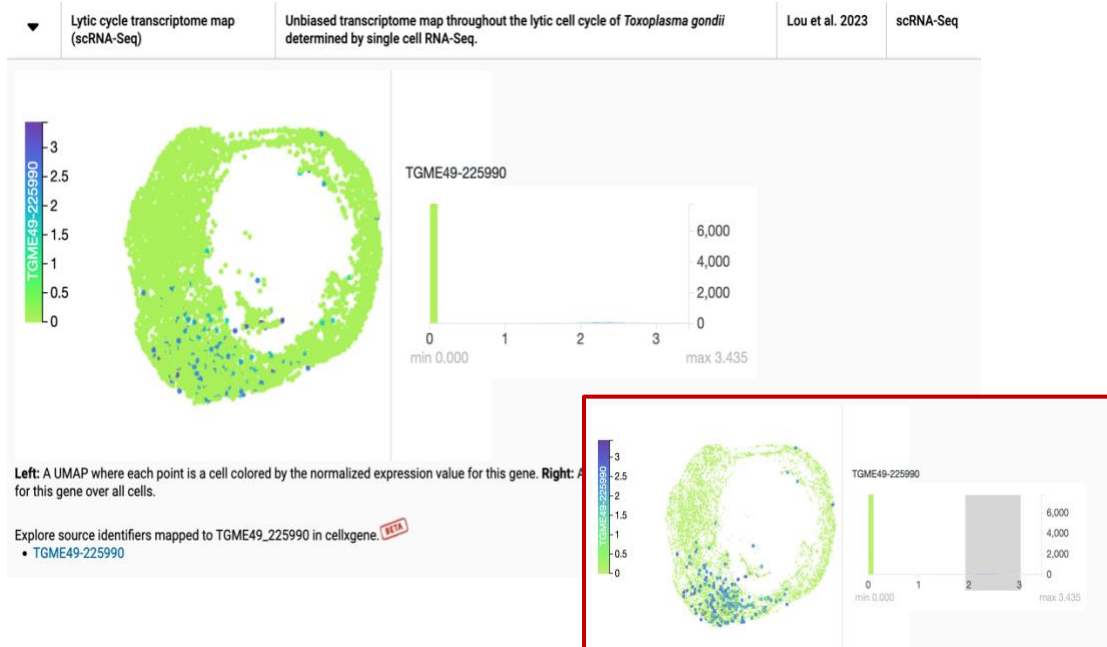 Lytic cycle transcriptome map
(scRNA-Seq)
Unbiased transcriptome map throughout the lytic cell cycle of Toxoplasma gondii
determined by single cell RNA-Seq.
Lou et al. 2023
scRNA-Seq
TGME49-225990
3
2.5
2
1.5
1
0.5
0
TGME49-225990
6,000
4,000
2,000
0
0 1 2 3
min 0.000 max 3.435
Left: A UMAP where each point is a cell colored by the normalized expression value for this gene. Right: A
for this gene over all cells.
Explore source identifiers mapped to TGME49_225990 in cellxgene. BETA
• TGME49-225990
TGME49-225990
3
2.5
2
1.5
1
0.5
0
TGME49-225990
6,000
4,000
2,000
0
0 1 2 3
min 0.000 max 3.435